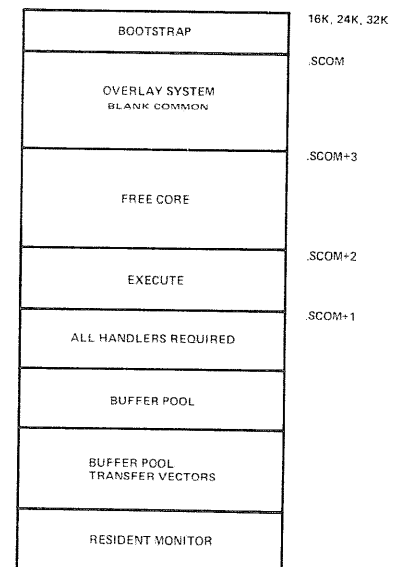 16K, 24K, 32K
BOOTSTRAP
.SCOM
OVERLAY SYSTEM
BLANK COMMON
.SCOM+3
FREE CORE
.SCOM+2
EXECUTE
.SCOM+1
ALL HANDLERS REQUIRED
BUFFER POOL
BUFFER POOL
TRANSFER VECTORS
RESIDENT MONITOR